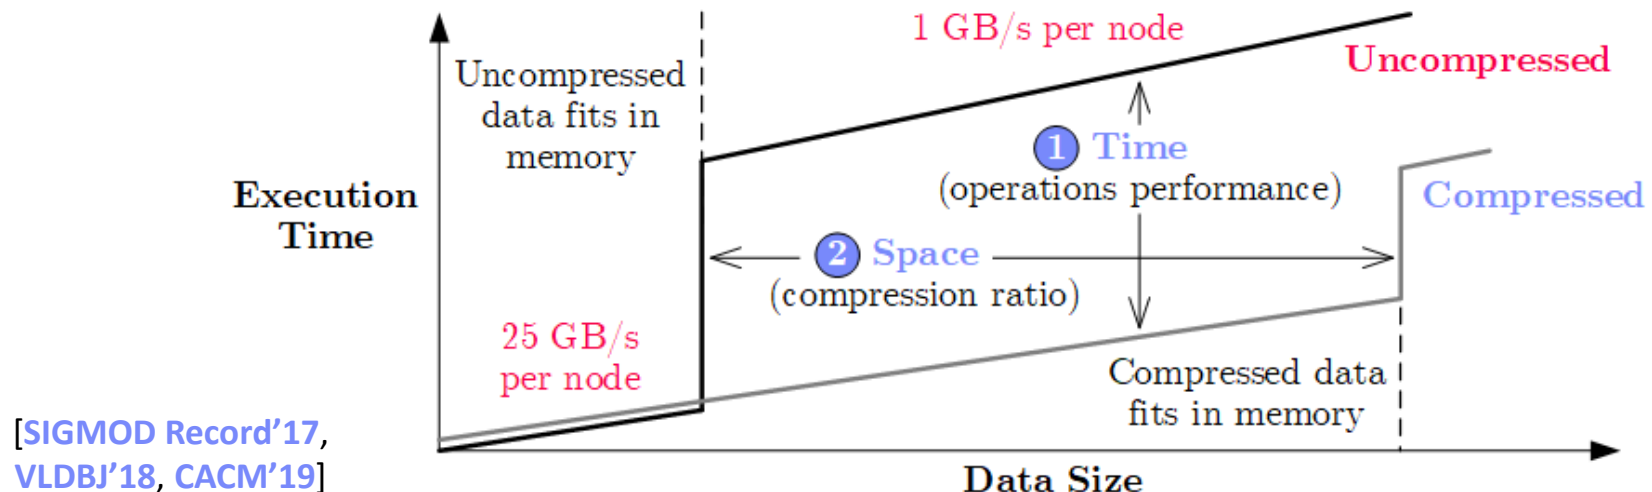 1 GB/s per node
Uncompressed
Uncompressed
data fits in
memory
1 Time
(operations performance)
Execution
Time
Compressed
2 Space
(compression ratio)
25 GB/s
per node
Compressed data
fits in memory
[SIGMOD Record’17,
VLDBJ’18, CACM’19]
Data Size